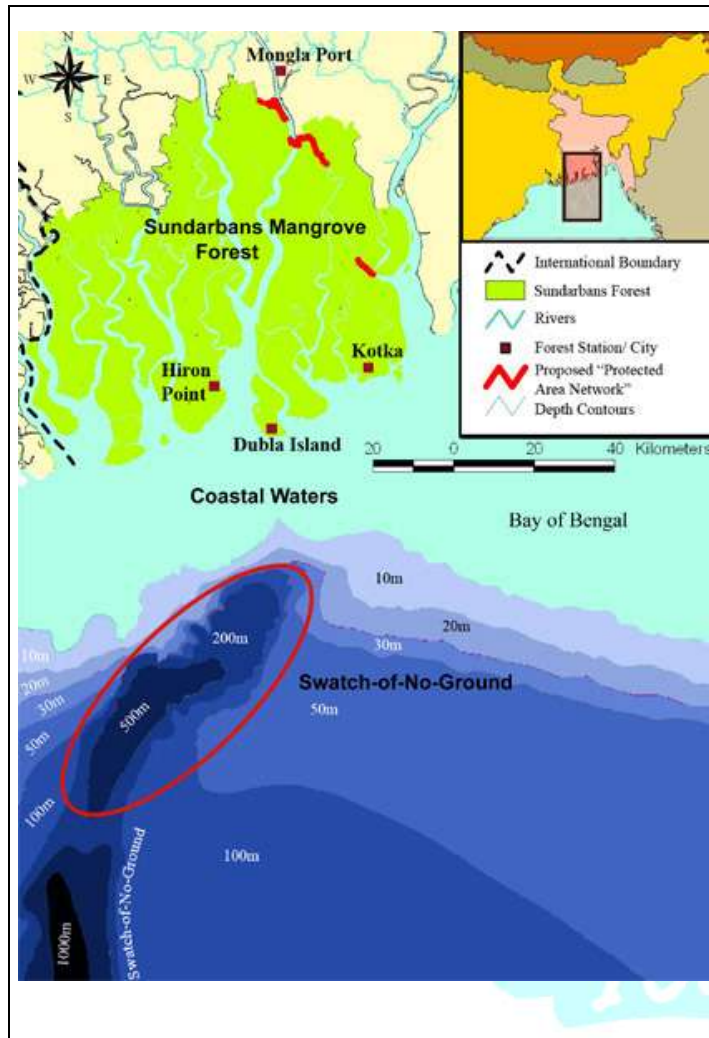 N
W E
S
Mongla Port
Sundarbans Mangrove
Forest
Hiron
Point
Kotka
Dubla Island
International Boundary
Sundarbans Forest
Rivers
Forest Station/ City
Proposed "Protected
Area Network"
Depth Contours
20 0 20 40 Kilometers
Coastal Waters
Bay of Bengal
10m
20m
30m
200m
Swatch-of-No-Ground
50m
500m
10m
20m
30m
50m
100m
100m
Swatch-of-No-Ground
1000m